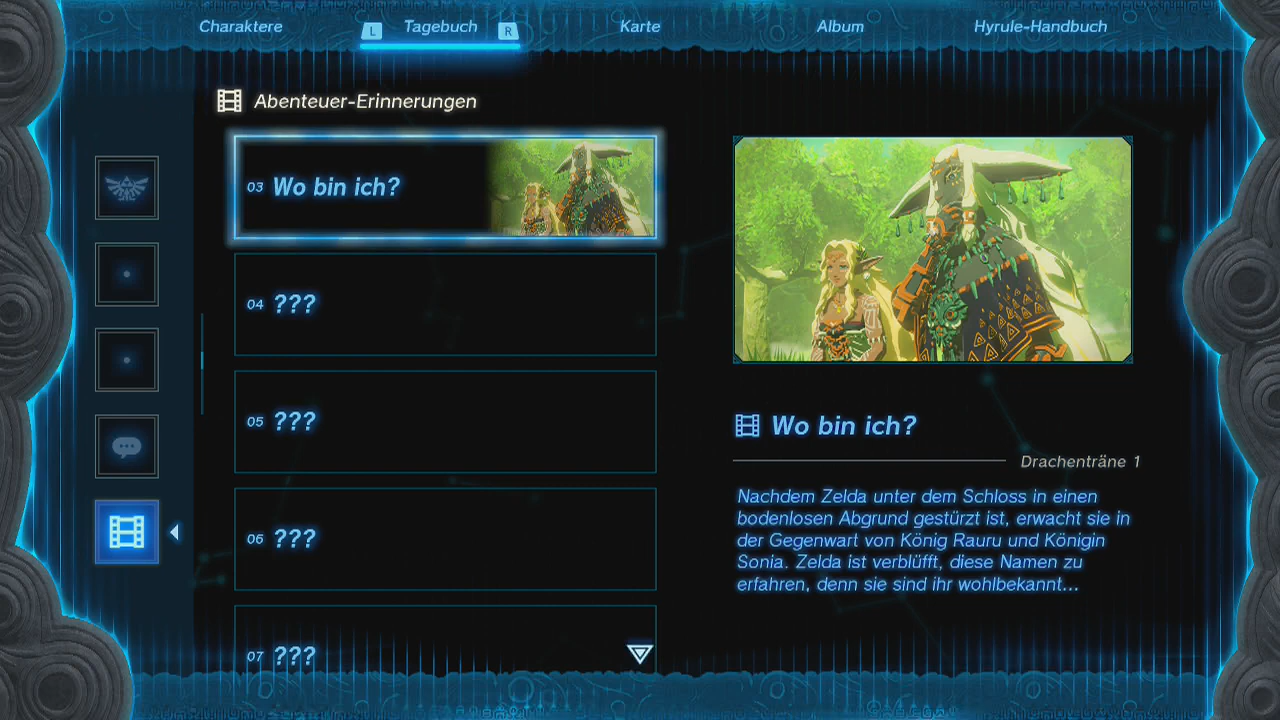 Charaktere
L
Tagebuch
R
Karte
Album
Hyrule-Handbuch
Abenteuer-Erinnerungen
03 Wo bin ich?
04 ???
05 ???
06 ???
07 ???
Wo bin ich?
Drachenträne 1
Nachdem Zelda unter dem Schloss in einen
bodenlosen Abgrund gestürzt ist, erwacht sie in
der Gegenwart von König Rauru und Königin
Sonia. Zelda ist verblüfft, diese Namen zu
erfahren, denn sie sind ihr wohlbekannt...